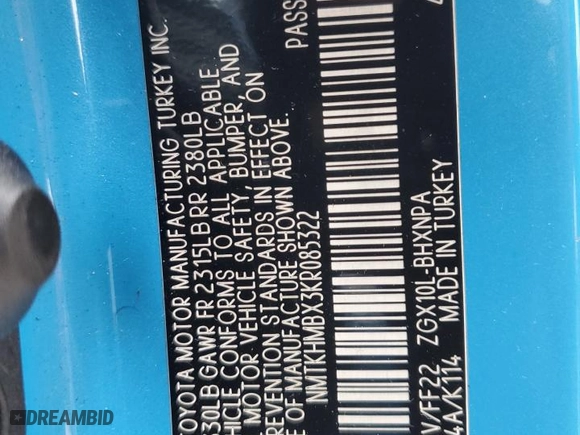 TOYOTA MOTOR MANUFACTURING TURKEY INC.
30LB GAWR FR 2315LB RR 2380LB
HICLE CONFORMS TO ALL APPLICABLE
MOTOR VEHICLE SAFETY, BUMPER, AND
REVENTION STANDARDS IN EFFECT ON
E OF MANUFACTURE SHOWN ABOVE.
NMTKHMBX3KR085322 PASS
V/FF22 ZGX10L-BHXNPA
4A/K114 MADE IN TURKEY
DREAMBID